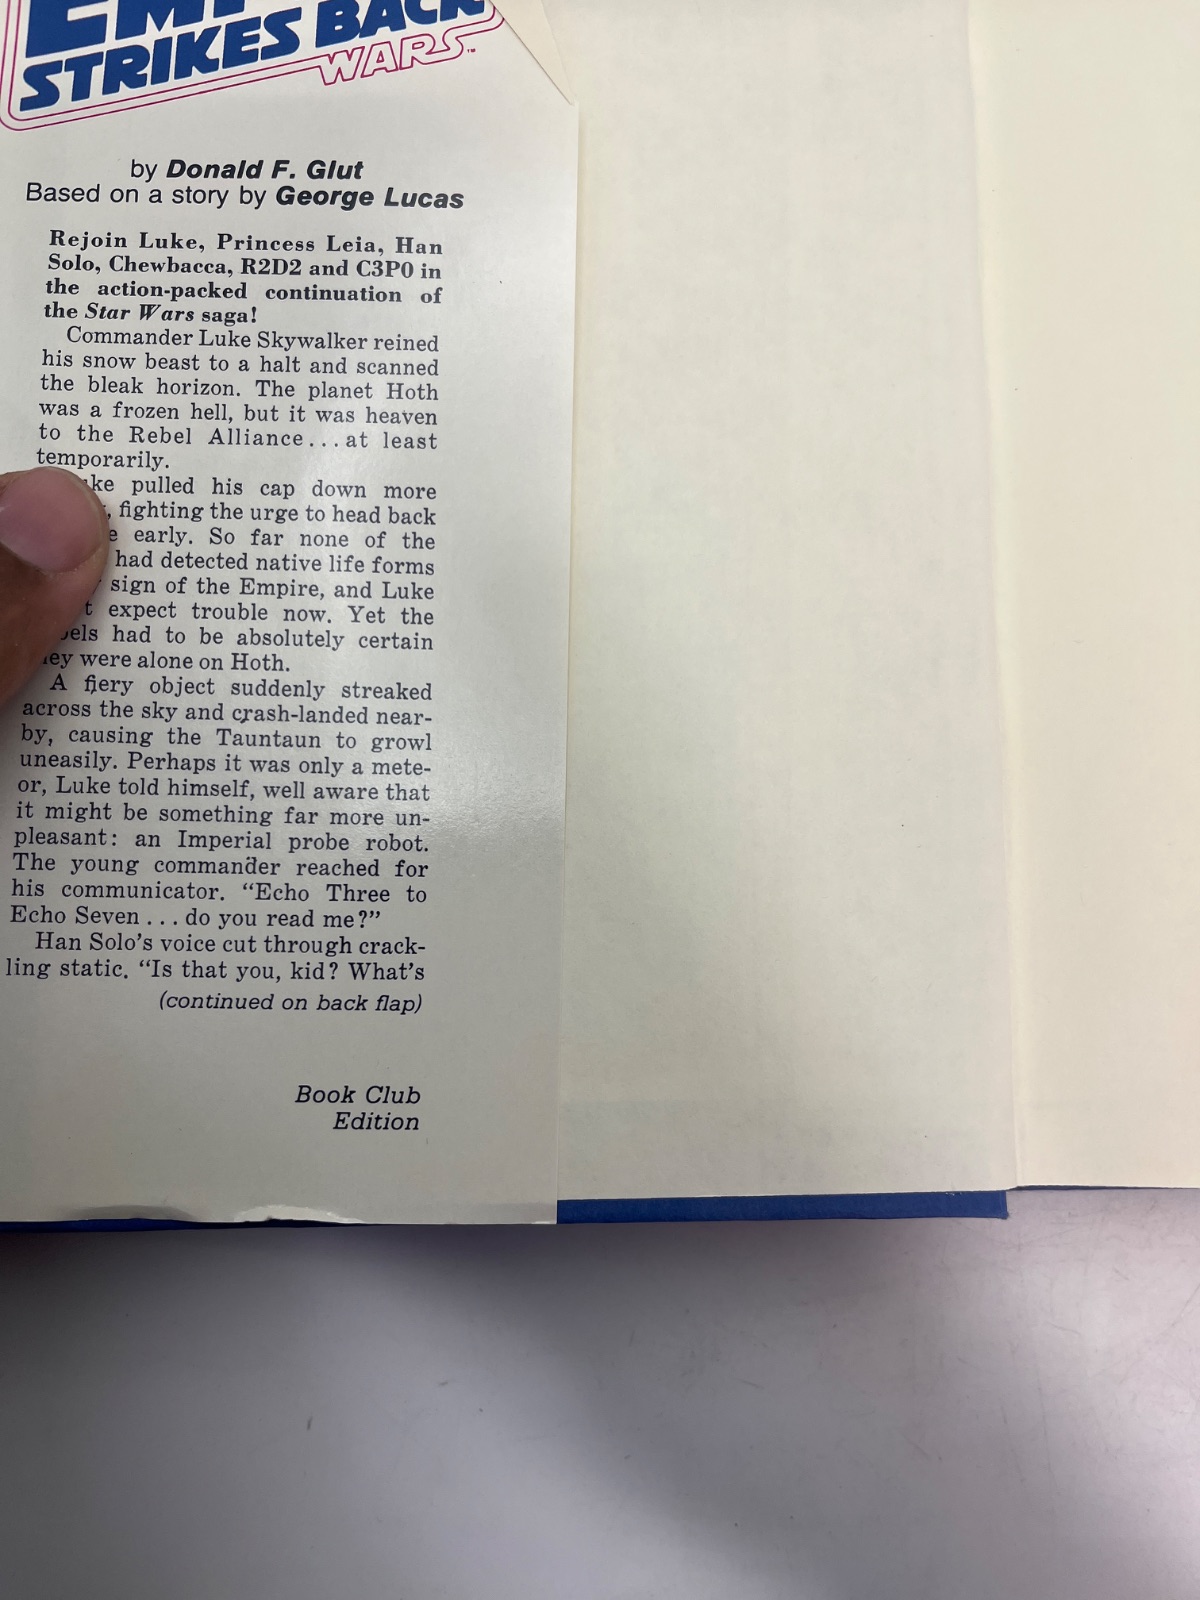 STRIKES BACK
WARS™
by Donald F. Glut
Based on a story by George Lucas
Rejoin Luke, Princess Leia, Han
Solo, Chewbacca, R2D2 and C3P0 in
the action-packed continuation of
the Star Wars saga!
Commander Luke Skywalker reined
his snow beast to a halt and scanned
the bleak horizon. The planet Hoth
was a frozen hell, but it was heaven
to the Rebel Alliance...at least
temporarily.
pulled his cap down more
fighting the urge to head back
early. So far none of the
had detected native life forms
sign of the Empire, and Luke
expect trouble now. Yet the
had to be absolutely certain
were alone on Hoth.
A fiery object suddenly streaked
across the sky and crash-landed near-
by, causing the Tauntaun to growl
uneasily. Perhaps it was only a mete-
or, Luke told himself, well aware that
it might be something far more un-
pleasant: an Imperial probe robot.
The young commander reached for
his communicator. “Echo Three to
Echo Seven...do you read me?”
Han Solo’s voice cut through crack-
ling static. “Is that you, kid? What’s
(continued on back flap)
Book Club
Edition